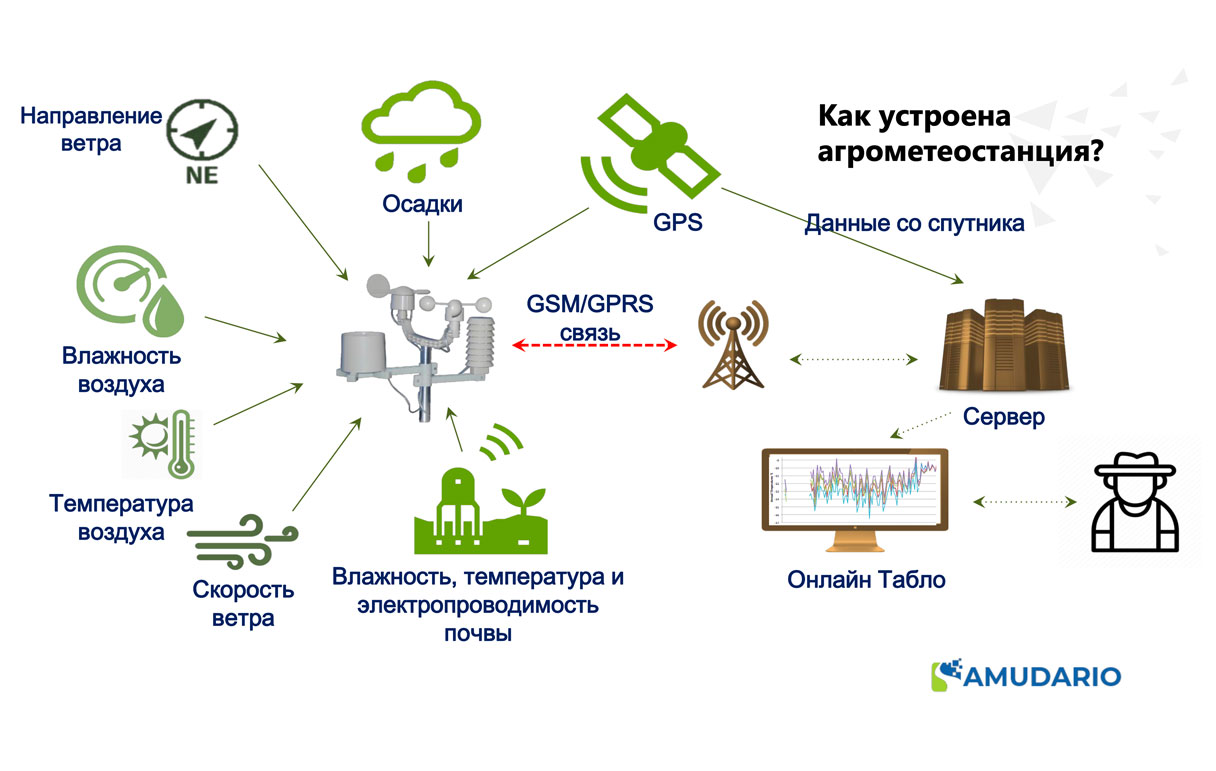 Как устроена
агрометеостанция?
Направление
ветра
NE
Осадки
GPS
Данные со спутника
Влажность
воздуха
GSM/GPRS
связь
Сервер
Температура
воздуха
Скорость
ветра
Влажность, температура и
электропроводимость
почвы
Онлайн Табло
AMUDARIO